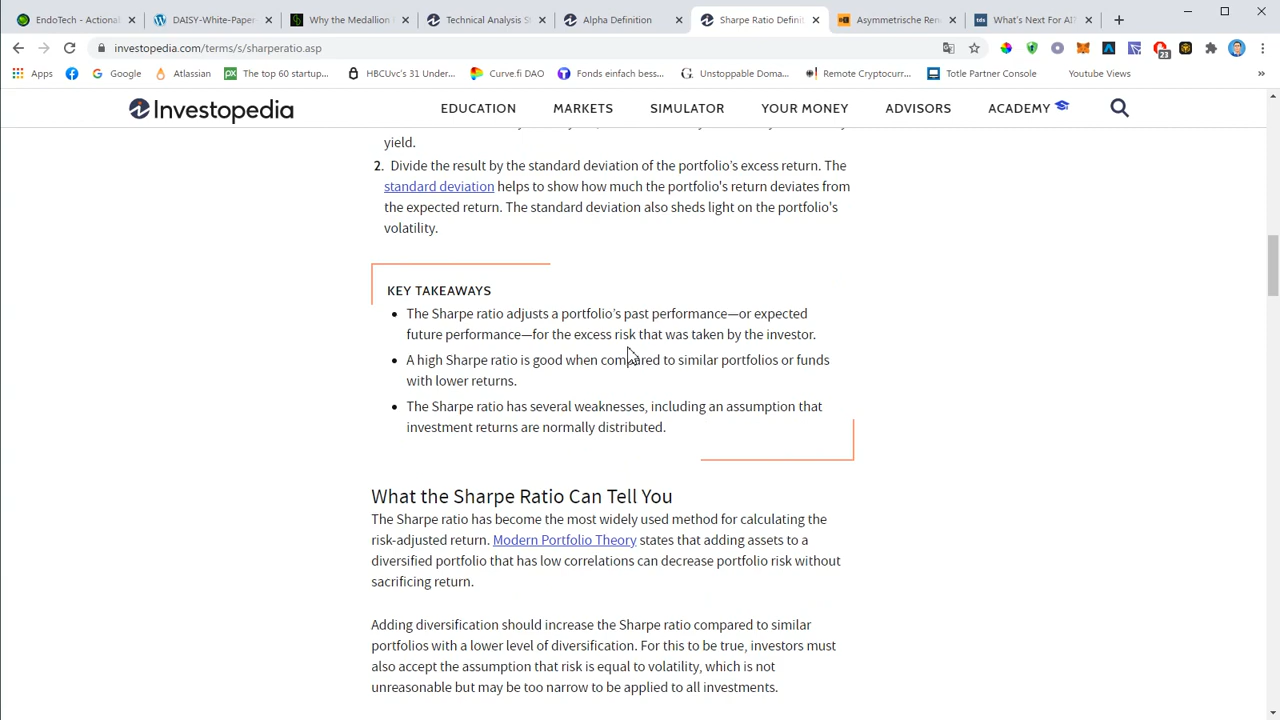 EndoTech - Actional
DAISY-White-Paper-
Why the Medallion
Technical Analysis S
Alpha Definition
Sharpe Ratio Definit
Asymmetrische Ren
What's Next For AI
investopedia.com/terms/s/sharperatio.asp
23
Apps
Google
Atlassian
The top 60 startup...
HBCUvc's 31 Under...
Curve.fi DAO
Fonds einfach bess...
Unstoppable Doma...
Remote Cryptocurr...
Totle Partner Console
Youtube Views
»
Investopedia
EDUCATION
MARKETS
SIMULATOR
YOUR MONEY
ADVISORS
ACADEMY
yield.
2. Divide the result by the standard deviation of the portfolio's excess return. The
standard deviation helps to show how much the portfolio's return deviates from
the expected return. The standard deviation also sheds light on the portfolio's
volatility.
KEY TAKEAWAYS
• The Sharpe ratio adjusts a portfolio's past performance—or expected
future performance—for the excess risk that was taken by the investor.
• A high Sharpe ratio is good when compared to similar portfolios or funds
with lower returns.
• The Sharpe ratio has several weaknesses, including an assumption that
investment returns are normally distributed.
What the Sharpe Ratio Can Tell You
The Sharpe ratio has become the most widely used method for calculating the
risk-adjusted return. Modern Portfolio Theory states that adding assets to a
diversified portfolio that has low correlations can decrease portfolio risk without
sacrificing return.
Adding diversification should increase the Sharpe ratio compared to similar
portfolios with a lower level of diversification. For this to be true, investors must
also accept the assumption that risk is equal to volatility, which is not
unreasonable but may be too narrow to be applied to all investments.